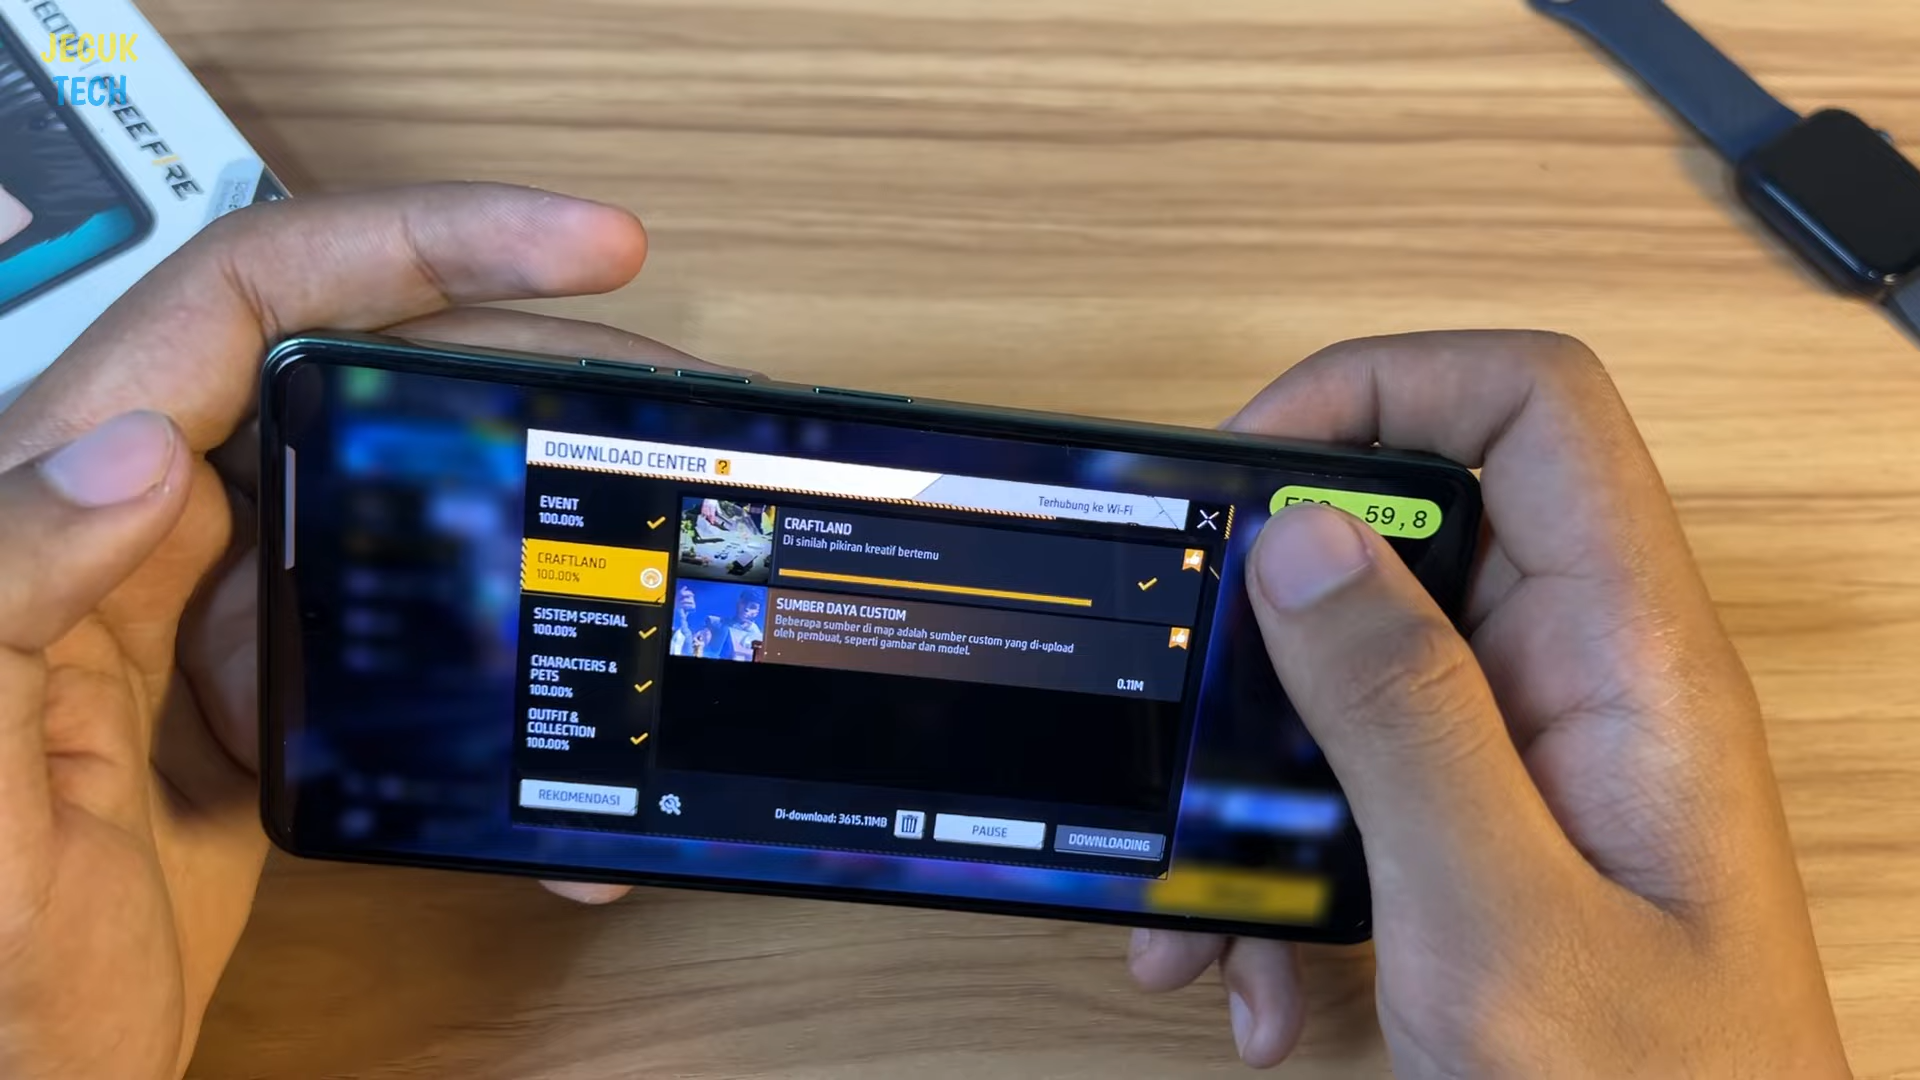 JEGUK
TECH
FREEFIRE
DOWNLOAD CENTER ?
Terhubung ke Wi-Fi
59,8
EVENT
100.00%
CRAFTLAND
100.00%
SISTEM SPESIAL
100.00%
CHARACTERS &
PETS
100.00%
OUTFIT &
COLLECTION
100.00%
REKOMENDASI
CRAFTLAND
Di sinilah pikiran kreatif bertemu
SUMBER DAYA CUSTOM
Beberapa sumber di map adalah sumber custom yang di-upload
oleh pembuat, seperti gambar dan model.
0.11M
Di-download: 3615.11MB
PAUSE
DOWNLOADING